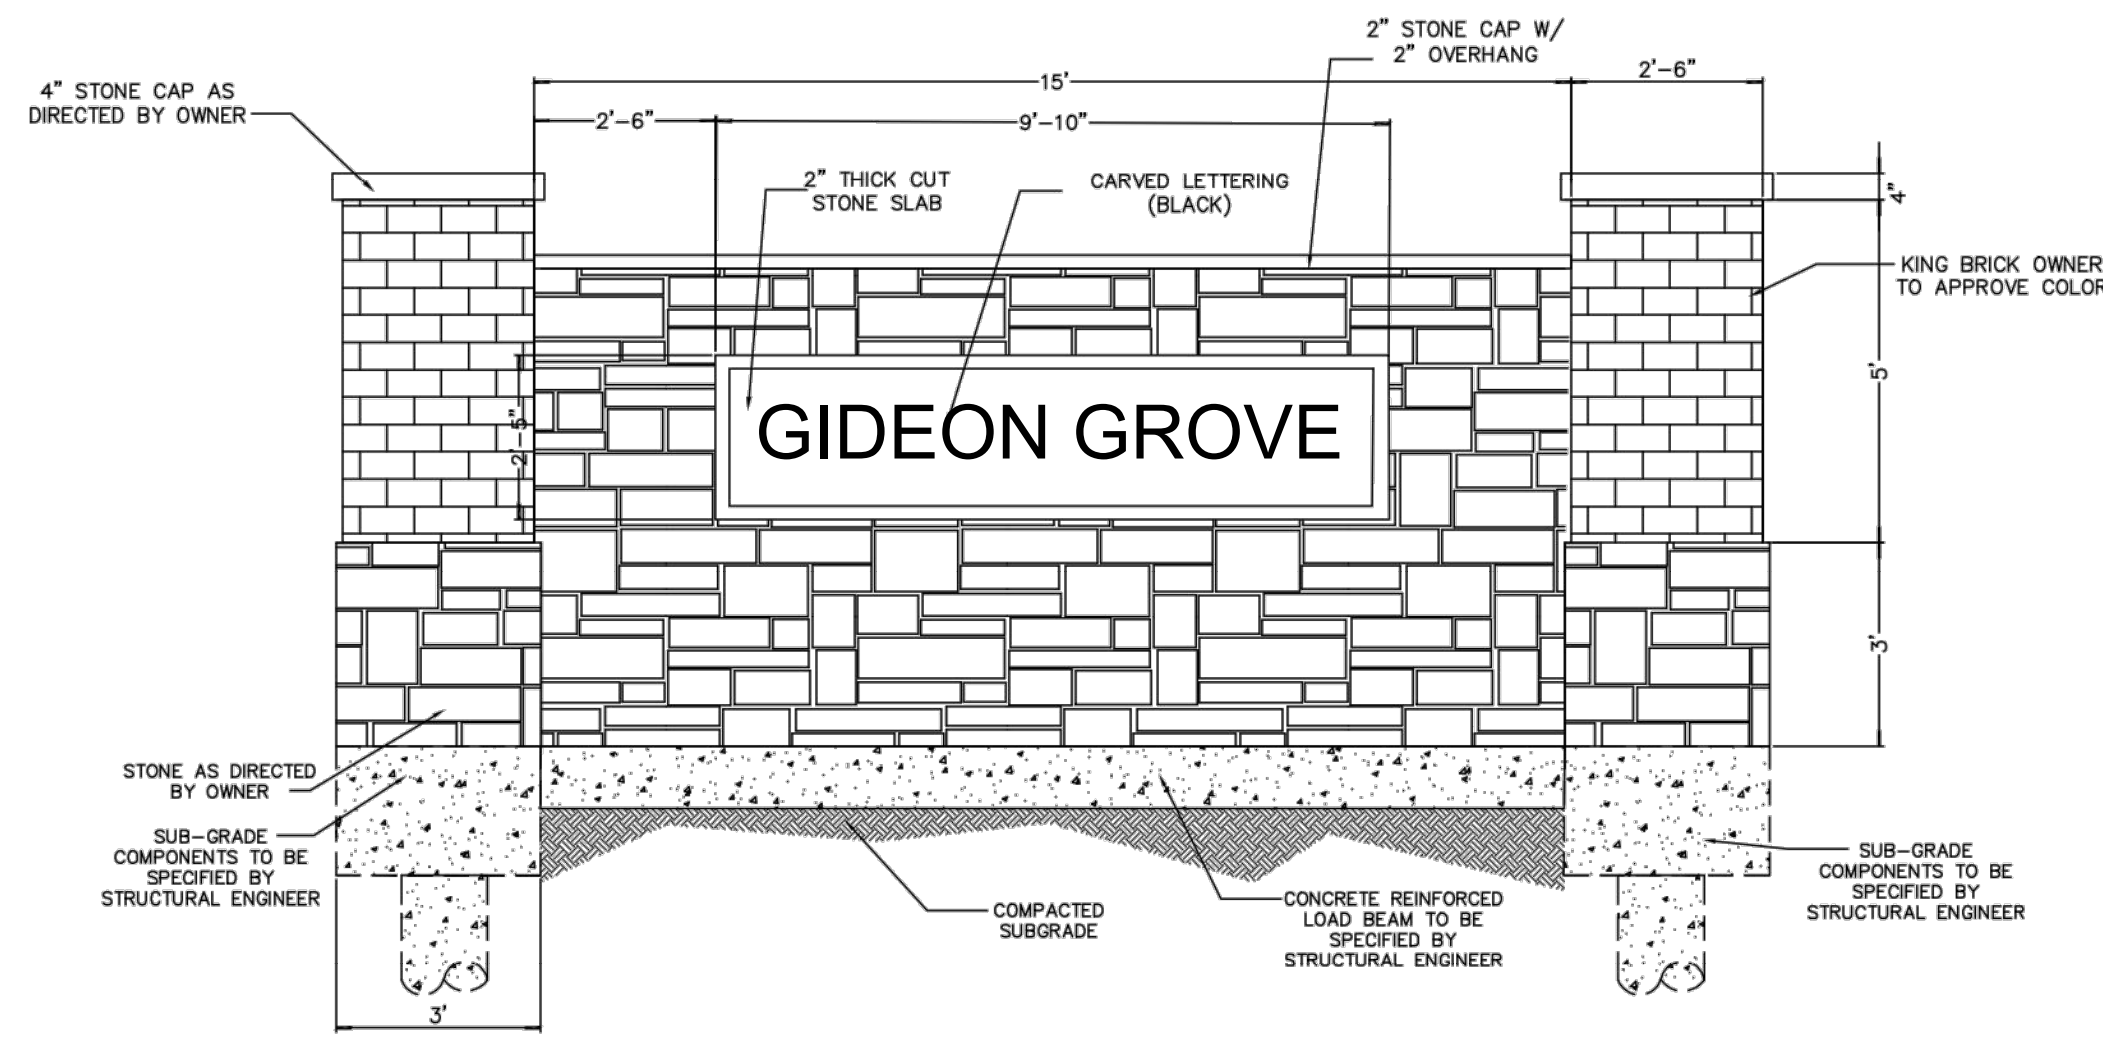 2” STONE CAP W/
2” OVERHANG
4” STONE CAP AS
DIRECTED BY OWNER
15'
2'-6”
2'-6”
9'-10”
2” THICK CUT
STONE SLAB
CARVED LETTERING
(BLACK)
4”
KING BRICK OWNER
TO APPROVE COLOR
5'
2'-5”
GIDEON GROVE
3'
STONE AS DIRECTED
BY OWNER
SUB-GRADE
COMPONENTS TO BE
SPECIFIED BY
STRUCTURAL ENGINEER
COMPACTED
SUBGRADE
CONCRETE REINFORCED
LOAD BEAM TO BE
SPECIFIED BY
STRUCTURAL ENGINEER
SUB-GRADE
COMPONENTS TO BE
SPECIFIED BY
STRUCTURAL ENGINEER
3'